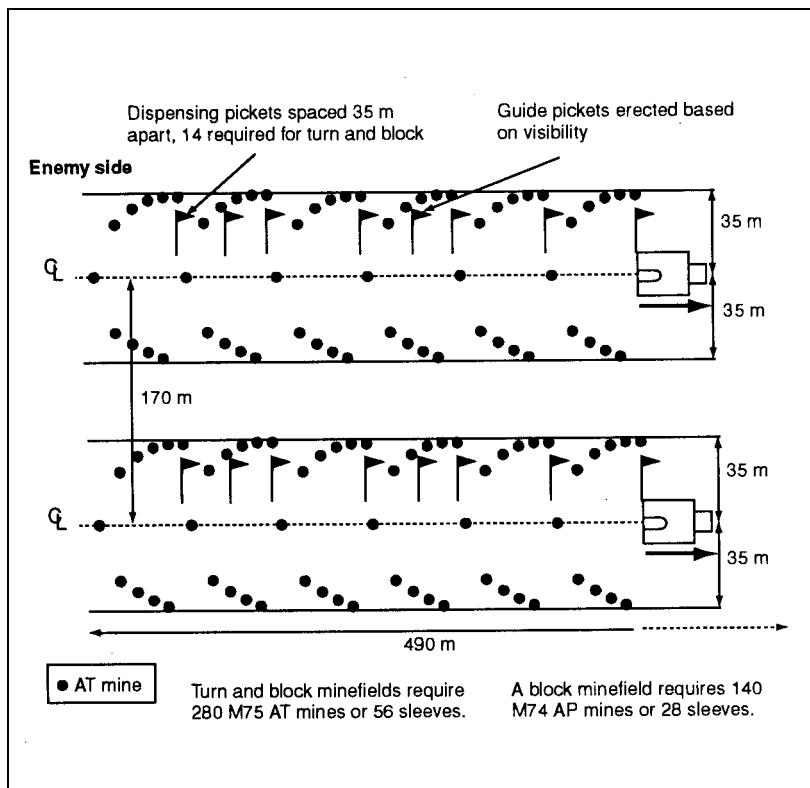 Dispensing pickets spaced 35 m
apart, 14 required for turn and block
Guide pickets erected based
on visibility
Enemy side
35 m
CL
35 m
170 m
35 m
CL
35 m
490 m
AT mine
Turn and block minefields require
280 M75 AT mines or 56 sleeves.
A block minefield requires 140
M74 AP mines or 28 sleeves.